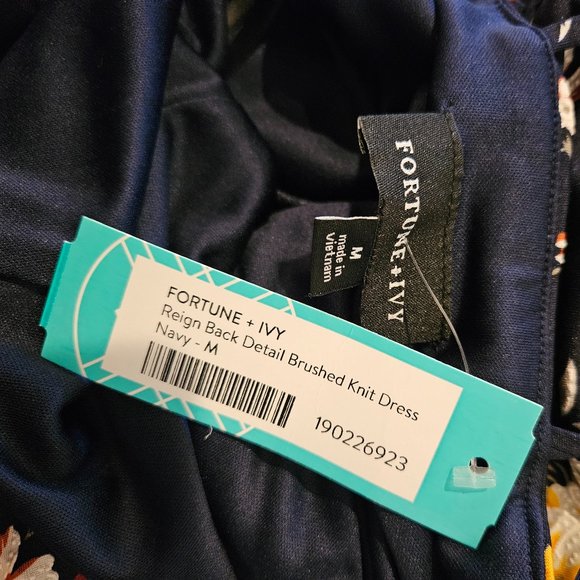 FORTUNE+IVY
M
made in
Vietnam
FORTUNE + IVY
Reign Back Detail Brushed Knit Dress
Navy - M
190226923